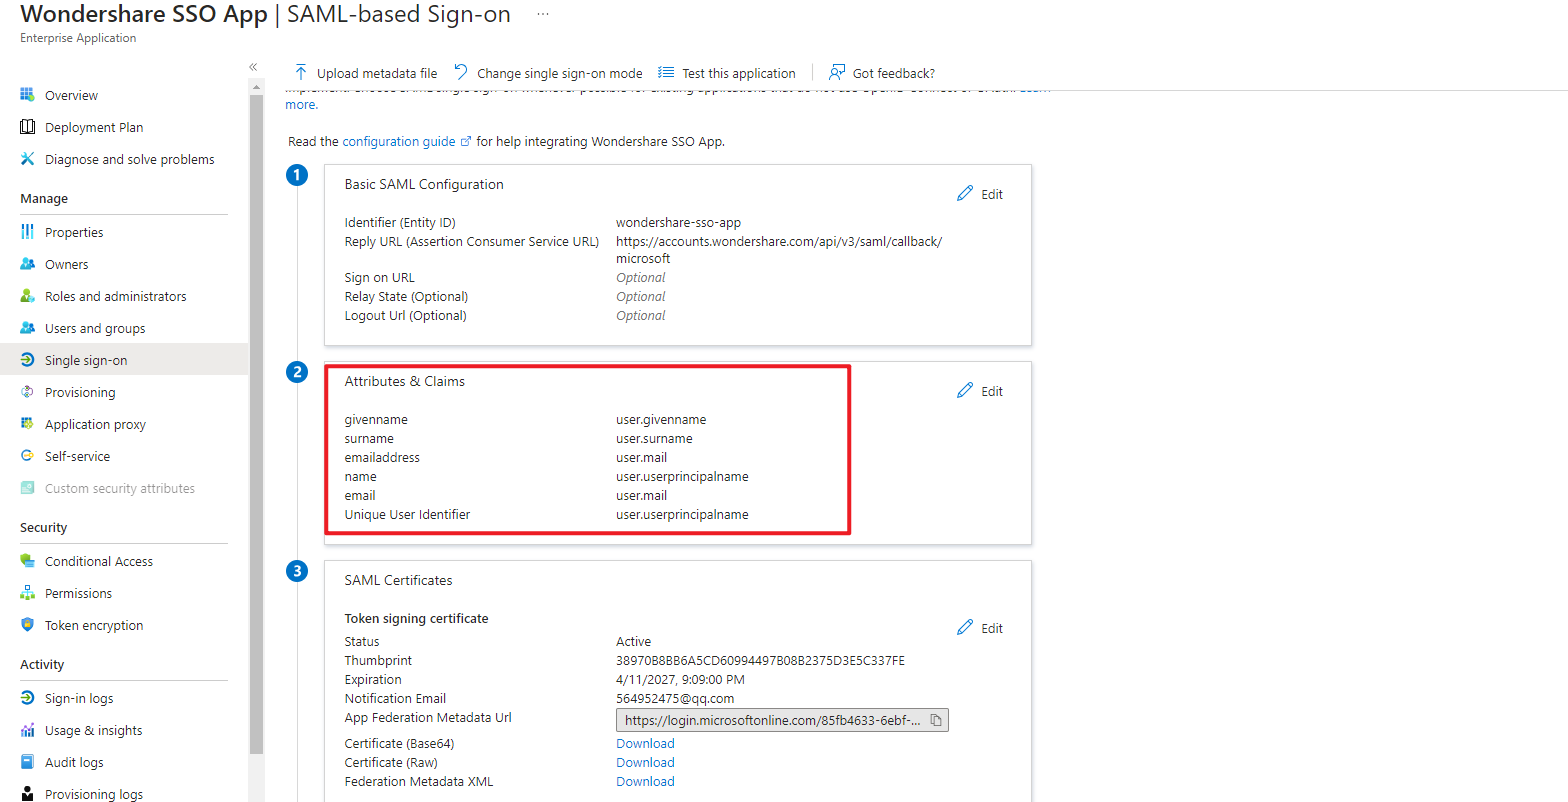 Wondershare SSO App | SAML-based Sign-on ...
Enterprise Application
«
Overview
Deployment Plan
Diagnose and solve problems
Manage
Properties
Owners
Roles and administrators
Users and groups
Single sign-on
Provisioning
Application proxy
Self-service
Custom security attributes
Security
Conditional Access
Permissions
Token encryption
Activity
Sign-in logs
Usage & insights
Audit logs
Provisioning logs
Upload metadata file Change single sign-on mode Test this application Got feedback?
more.
Read the configuration guide for help integrating Wondershare SSO App.
1
Basic SAML Configuration
Edit
Identifier (Entity ID) wondershare-sso-app
Reply URL (Assertion Consumer Service URL) https://accounts.wondershare.com/api/v3/saml/callback/
microsoft
Sign on URL Optional
Relay State (Optional) Optional
Logout Url (Optional) Optional
2
Attributes & Claims
Edit
givenname user.givenname
surname user.surname
emailaddress user.mail
name user.userprincipalname
email user.mail
Unique User Identifier user.userprincipalname
3
SAML Certificates
Token signing certificate
Edit
Status Active
Thumbprint 38970B8BB6A5CD60994497B08B2375D3E5C337FE
Expiration 4/11/2027, 9:09:00 PM
Notification Email 564952475@qq.com
App Federation Metadata Url https://login.microsoftonline.com/85fb4633-6ebf-...
Certificate (Base64) Download
Certificate (Raw) Download
Federation Metadata XML Download